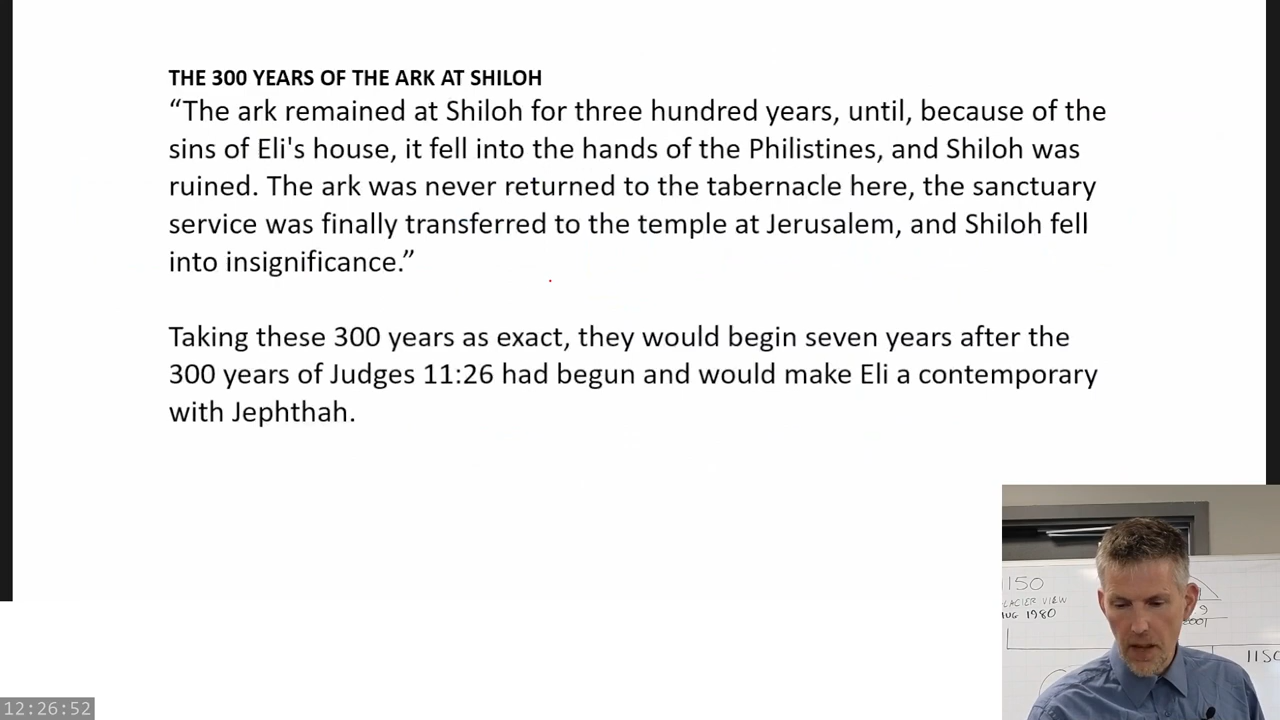 THE 300 YEARS OF THE ARK AT SHILOH
“The ark remained at Shiloh for three hundred years, until, because of the
sins of Eli's house, it fell into the hands of the Philistines, and Shiloh was
ruined. The ark was never returned to the tabernacle here, the sanctuary
service was finally transferred to the temple at Jerusalem, and Shiloh fell
into insignificance.”
Taking these 300 years as exact, they would begin seven years after the
300 years of Judges 11:26 had begun and would make Eli a contemporary
with Jephthah.
1150
GLACIER VIEW
AUG 1980
1150
12:26:52